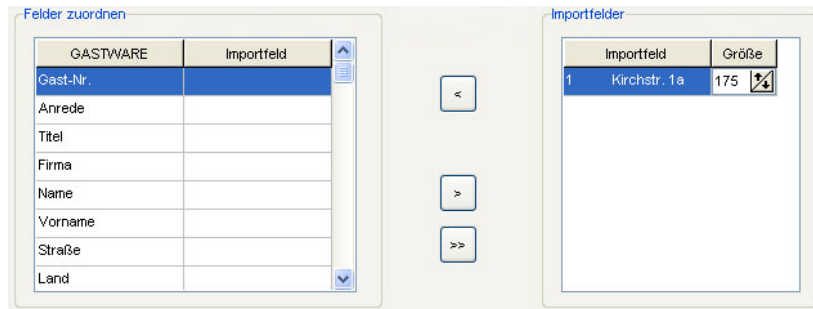 Felder zuordnen
GASTWARE Importfeld
Gast-Nr.
Anrede
Titel
Firma
Name
Vorname
Straße
Land
<
>
>>
Importfelder
Importfeld Größe
1 Kirchstr. 1a 175